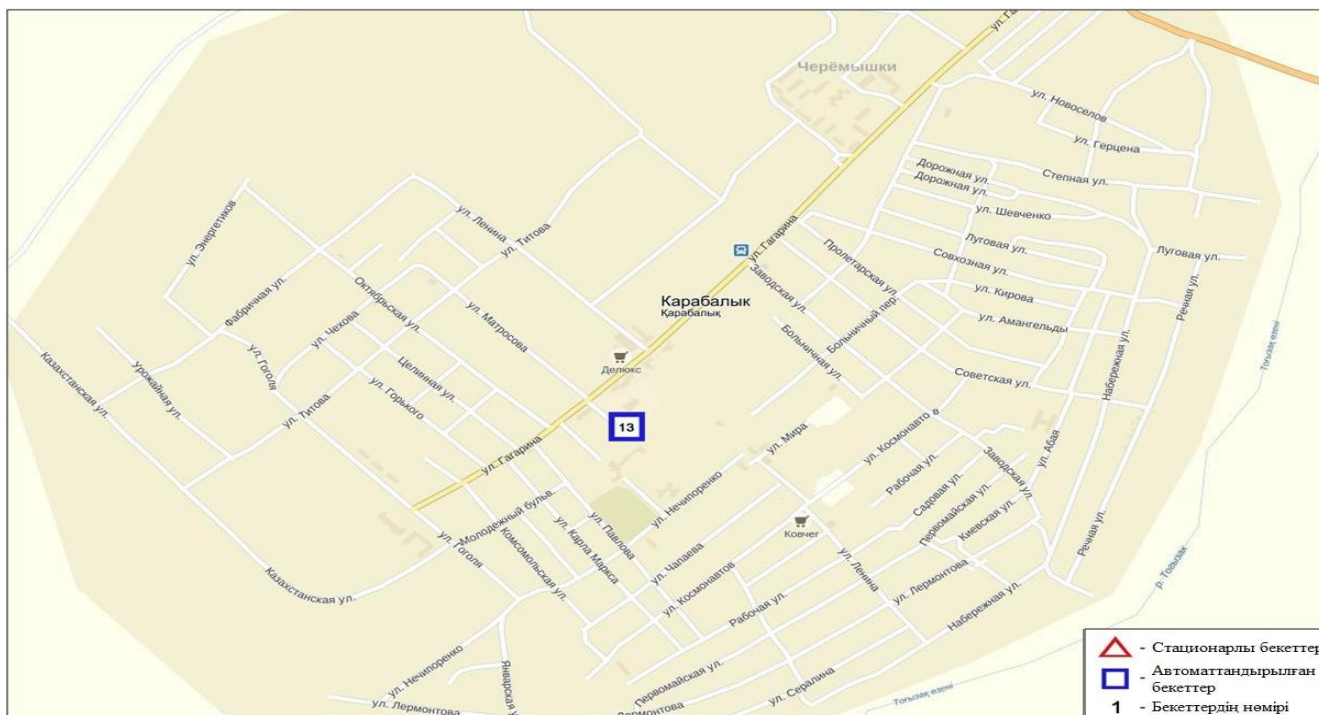 ул. Га
Черёмышки
ул. Новоселов
ул. Герцена
Дорожная ул.
Степная ул.
Дорожная ул.
ул. Энергетиков
ул. Ленина
ул. Титова
ул. Шевченко
ул. Гагарина
Луговая ул.
Луговая ул.
Пролетарская ул.
Совхозная ул.
Заводская ул.
Октябрьская ул.
Фабричная ул.
Речная ул.
ул. Кирова
Карабалык
Қарабалық
Больничный пер.
ул. Чехова
ул. Матросова
ул. Амангельды
Больничная ул.
Казахстанская ул.
Урожайная ул.
ул. Гоголя
Делюкс
Целинная ул.
Советская ул.
Набережная ул.
Тоғызақ өзені
ул. Горького
ул. Титова
13
ул. Мира
ул. Космонавто в
ул. Гагарина
ул. Абая
Заводская ул.
Рабочая ул.
ул. Нечипоренко
Садовая ул.
Первомайская ул.
Киевская ул.
Молодёжный бульв.
ул. Павлова
Ковчег
Речная ул.
ул. Гоголя
Комсомольская ул.
ул. Карла Маркса
ул. Чапаева
ул. Космонавтов
ул. Ленина
ул. Лермонтова
р. Тогызак
Казахстанская ул.
Рабочая ул.
Набережная ул.
ул. Нечипоренко
Январская ул.
Первомайская ул.
ул. Сералина
Тоғызақ өзені
ул. Лермонтова
Лермонтова ул.
- Стационарлы бекеттер
- Автоматтандырылған
бекеттер
1 - Бекеттердің нөмірі